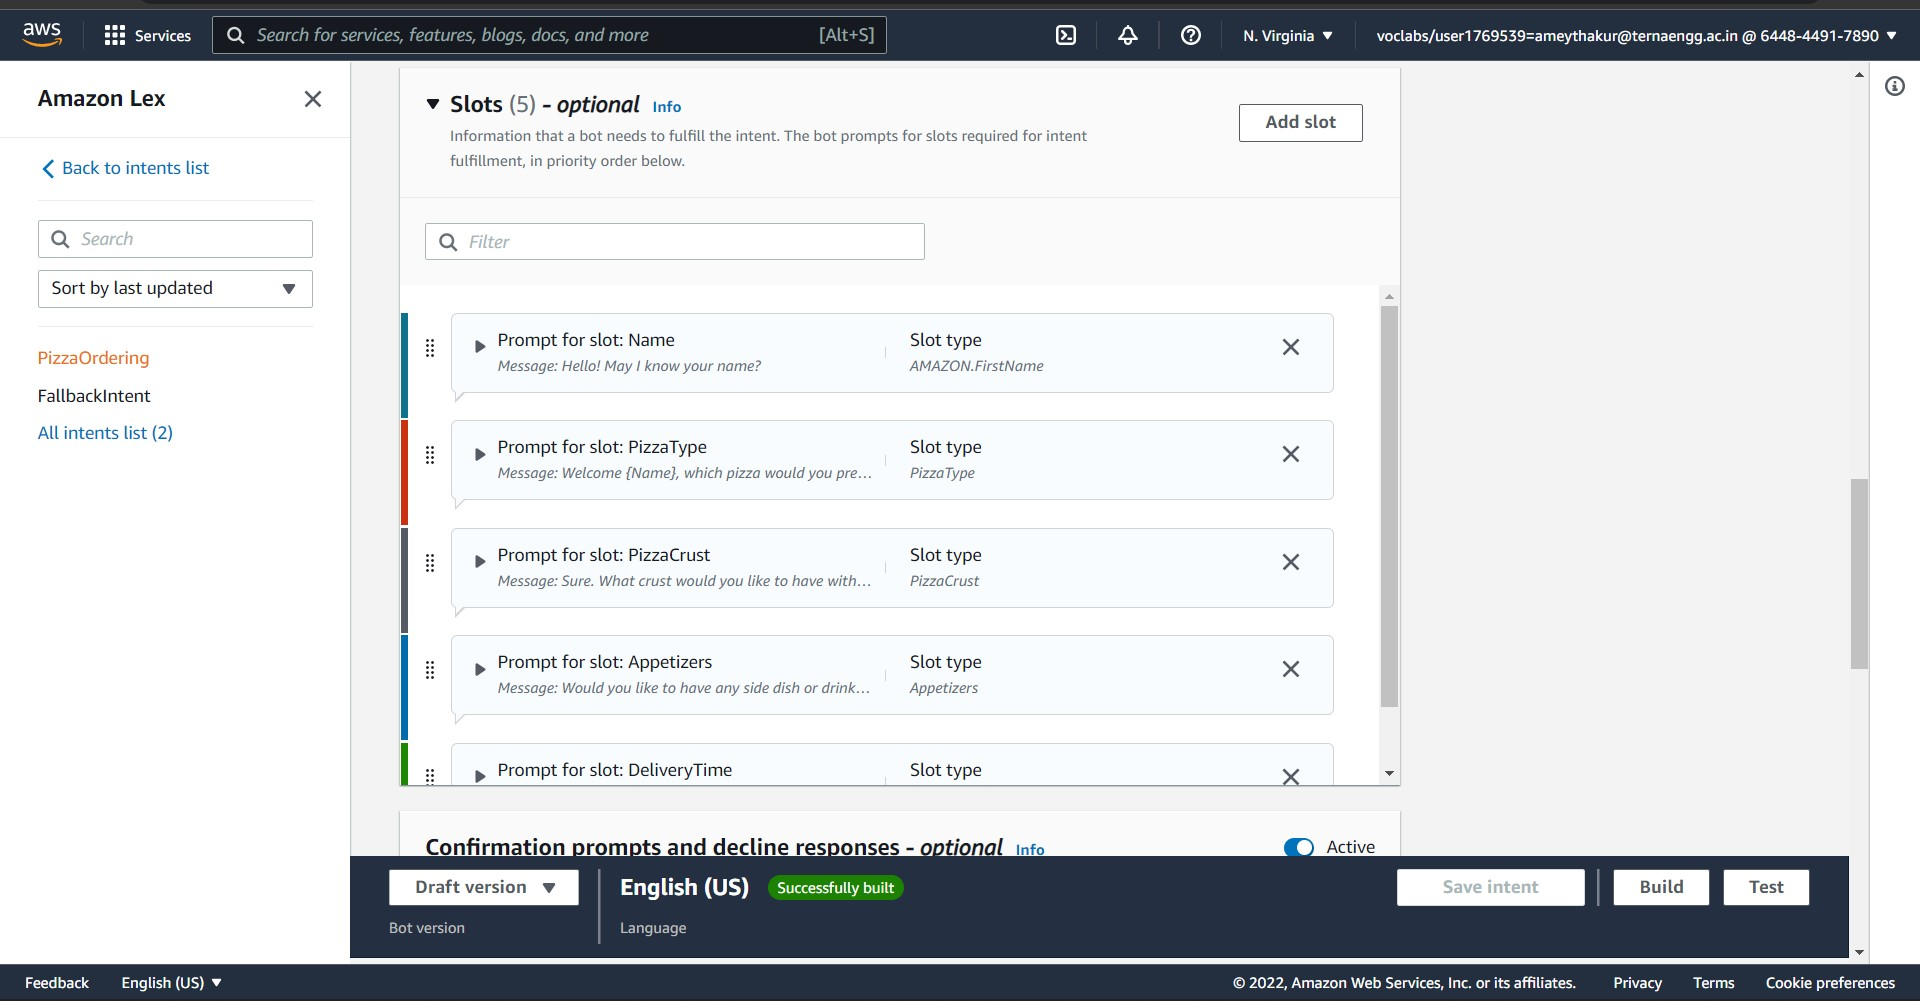 aws
Services
Search for services, features, blogs, docs, and more
[Alt+S]
N. Virginia
voclabs/user1769539=ameythakur@ternaengg.ac.in @ 6448-4491-7890
Amazon Lex
Back to intents list
Search
Sort by last updated
PizzaOrdering
FallbackIntent
All intents list (2)
Slots (5) - optional Info
Information that a bot needs to fulfill the intent. The bot prompts for slots required for intent
fulfillment, in priority order below.
Add slot
Filter
Prompt for slot: Name
Message: Hello! May I know your name?
Slot type
AMAZON.FirstName
Prompt for slot: PizzaType
Message: Welcome {Name}, which pizza would you pre...
Slot type
PizzaType
Prompt for slot: PizzaCrust
Message: Sure. What crust would you like to have with...
Slot type
PizzaCrust
Prompt for slot: Appetizers
Message: Would you like to have any side dish or drink...
Slot type
Appetizers
Prompt for slot: DeliveryTime
Slot type
Confirmation prompts and decline responses - optional Info
Active
Draft version
Bot version
English (US)
Successfully built
Language
Save intent
Build
Test
Feedback
English (US)
© 2022, Amazon Web Services, Inc. or its affiliates.
Privacy
Terms
Cookie preferences